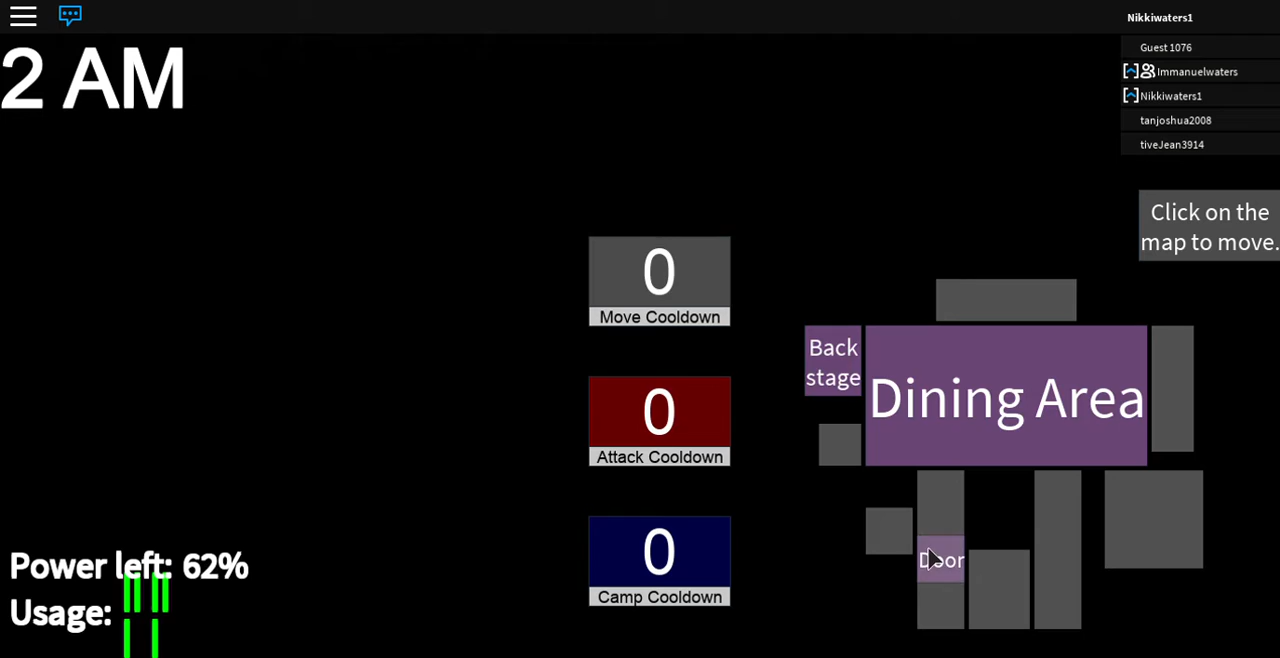 Nikkiwaters1
Guest 1076
Immanuelwaters
Nikkiwaters1
tanjoshua2008
tiveJean3914
2 AM
Click on the
map to move.
0
Move Cooldown
0
Attack Cooldown
0
Camp Cooldown
Back
stage
Dining Area
Door
Power left: 62%
Usage: